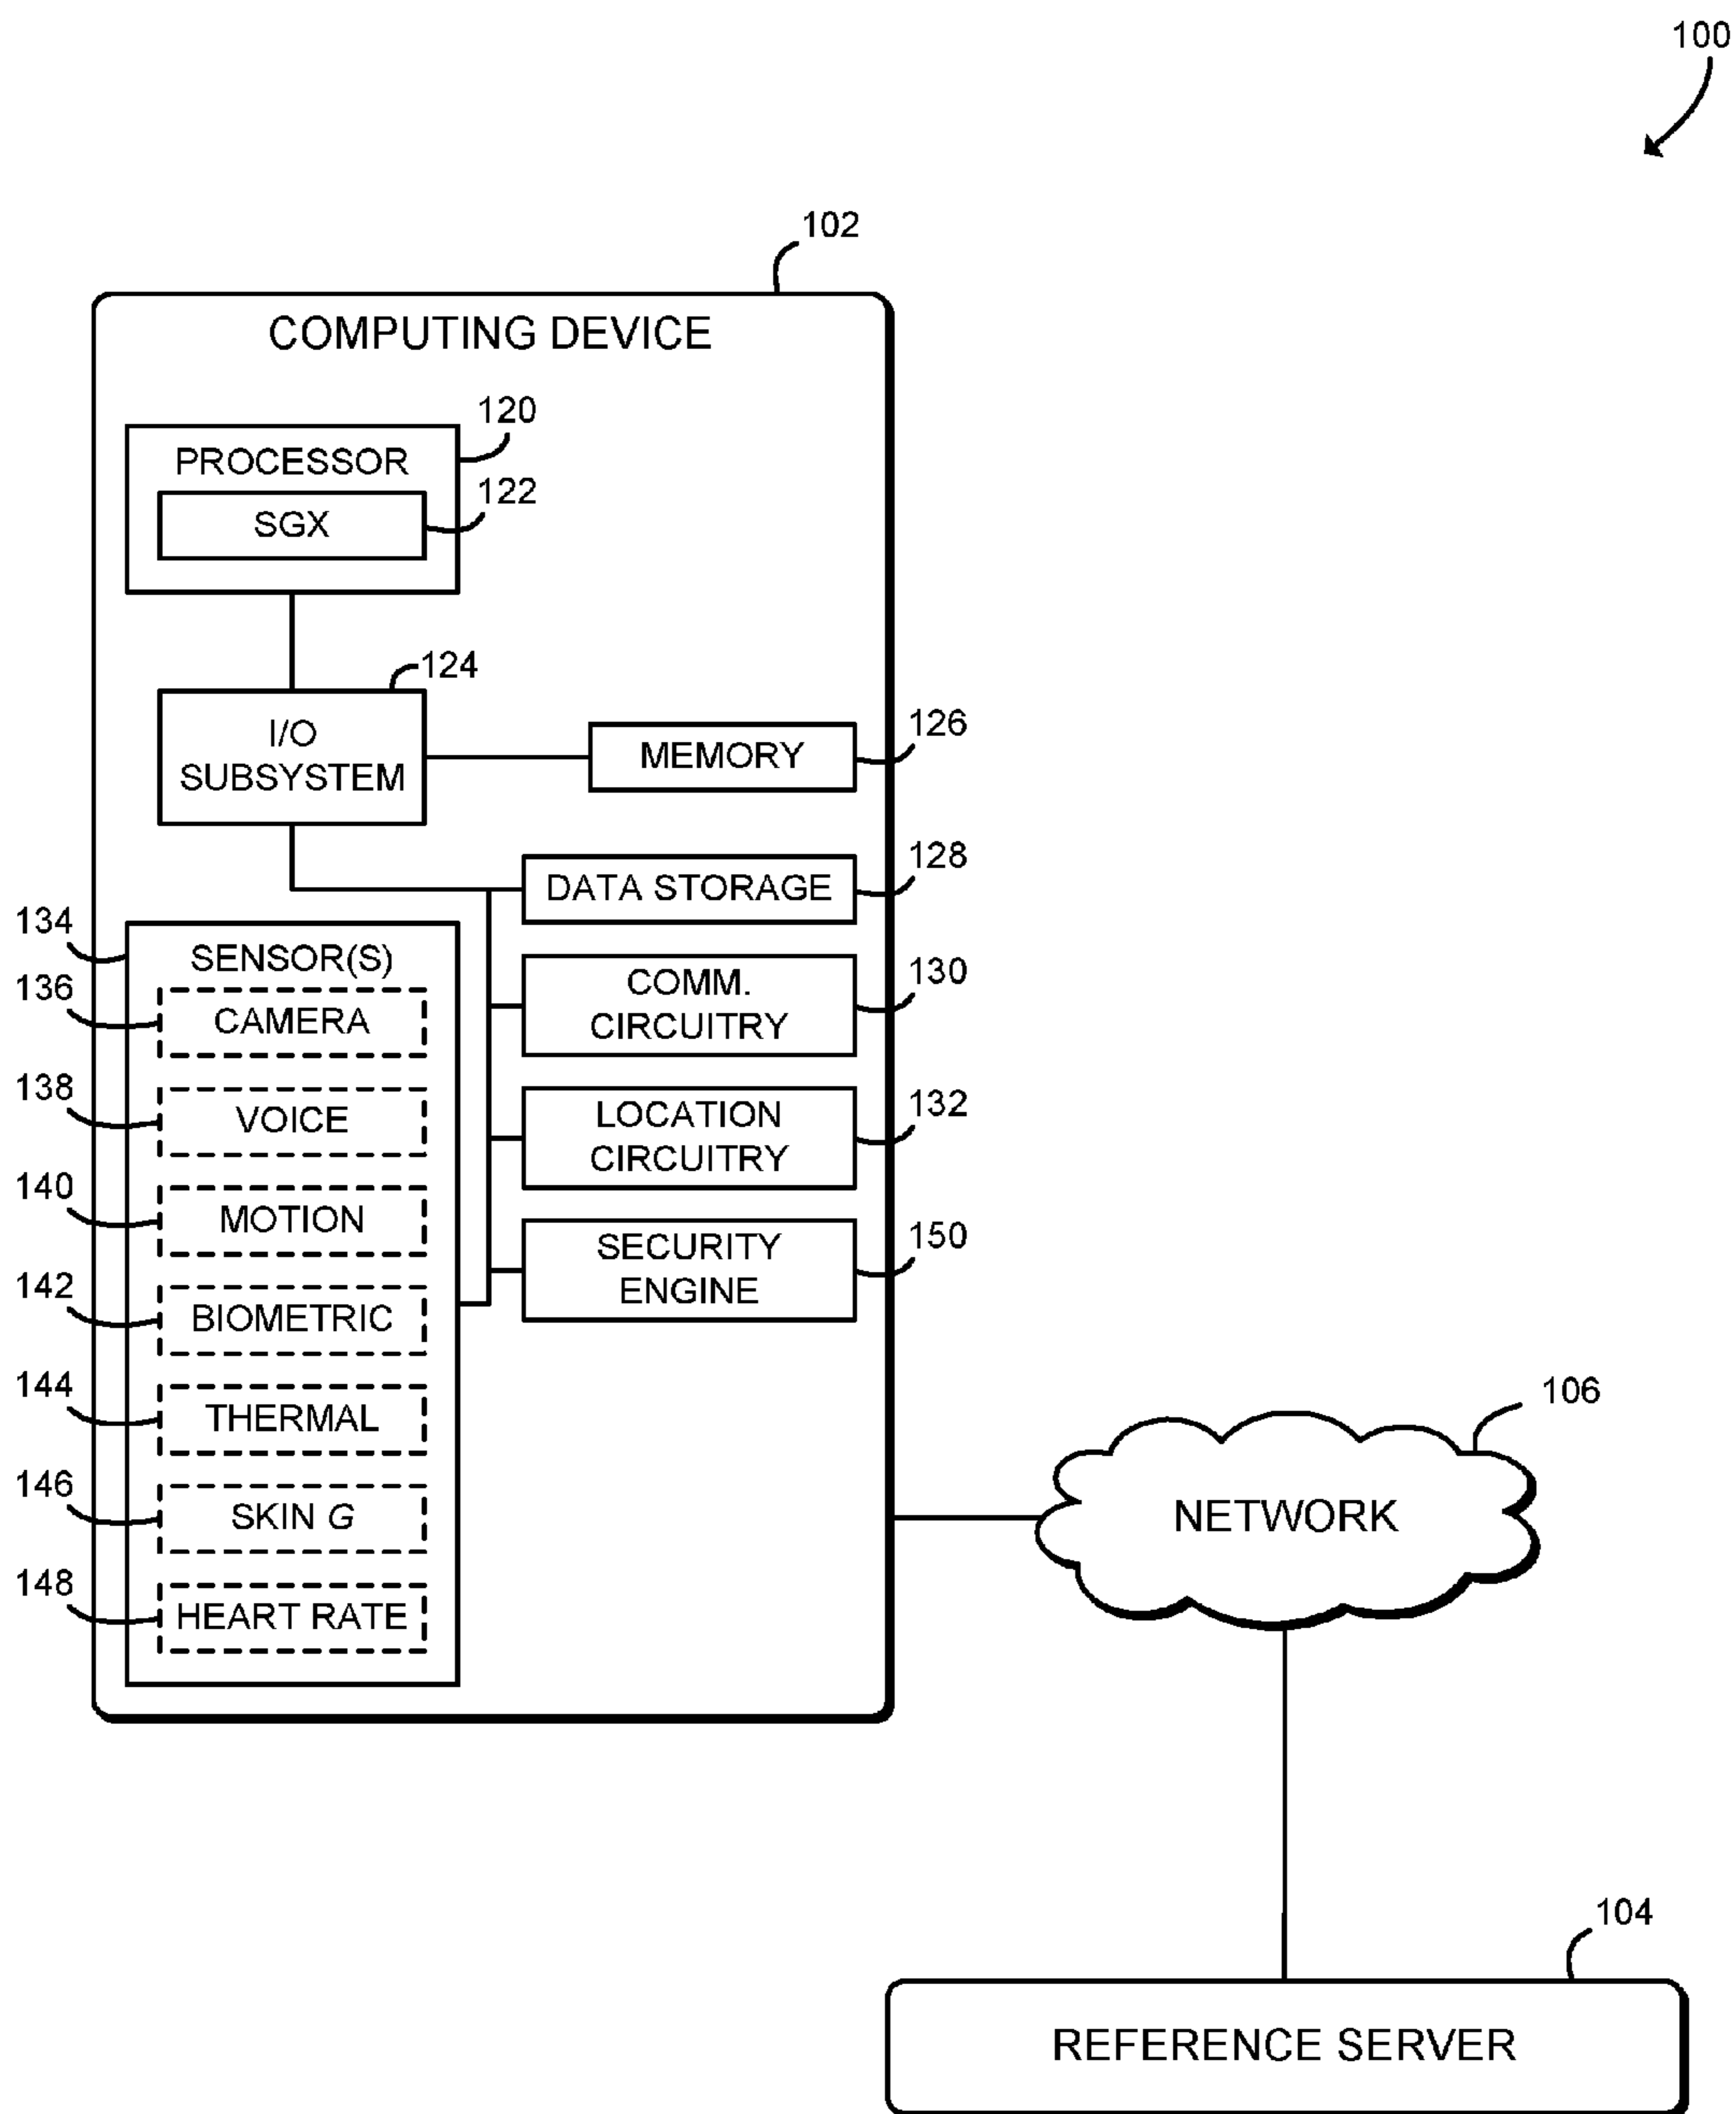 100
102
COMPUTING DEVICE
120
PROCESSOR
122
SGX
124
I/O
SUBSYSTEM
126
MEMORY
128
DATA STORAGE
134
SENSOR(S)
136
CAMERA
130
COMM.
CIRCUITRY
138
VOICE
132
LOCATION
CIRCUITRY
140
MOTION
150
SECURITY
ENGINE
142
BIOMETRIC
144
THERMAL
146
SKIN G
148
HEART RATE
106
NETWORK
104
REFERENCE SERVER